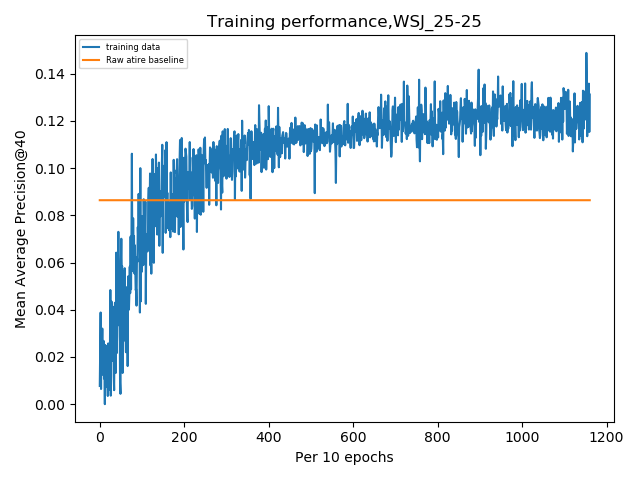 Training performance,WSJ_25-25
training data
Raw atire baseline
Mean Average Precision@40
0.14
0.12
0.10
0.08
0.06
0.04
0.02
0.00
0 200 400 600 800 1000 1200
Per 10 epochs